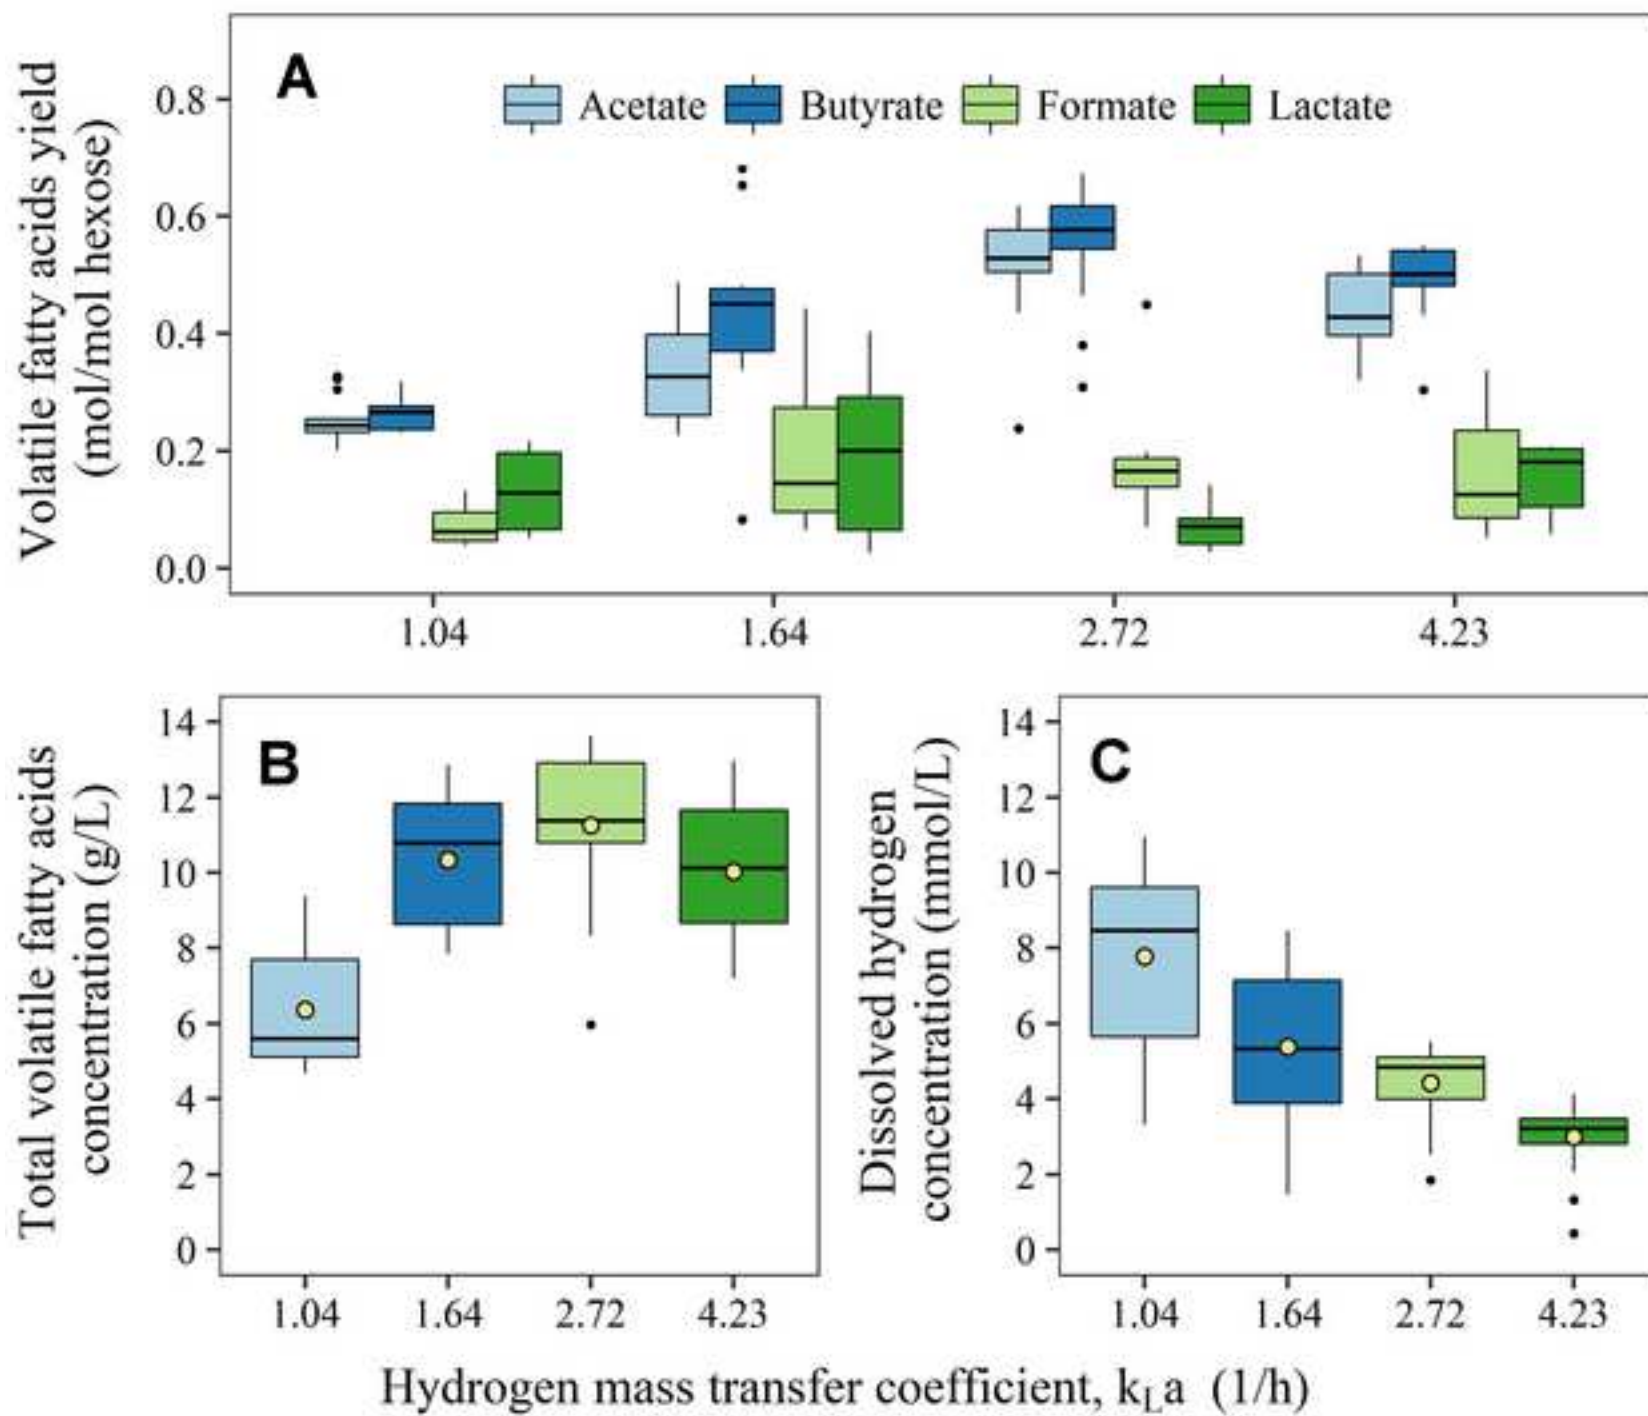 A
Acetate Butyrate Formate Lactate
Volatile fatty acids yield
(mol/mol hexose)
0.8
0.6
0.4
0.2
0.0
1.04 1.64 2.72 4.23
B
Total volatile fatty acids
concentration (g/L)
14
12
10
8
6
4
2
0
1.04 1.64 2.72 4.23
C
Dissolved hydrogen
concentration (mmol/L)
14
12
10
8
6
4
2
0
1.04 1.64 2.72 4.23
Hydrogen mass transfer coefficient, kLa (1/h)